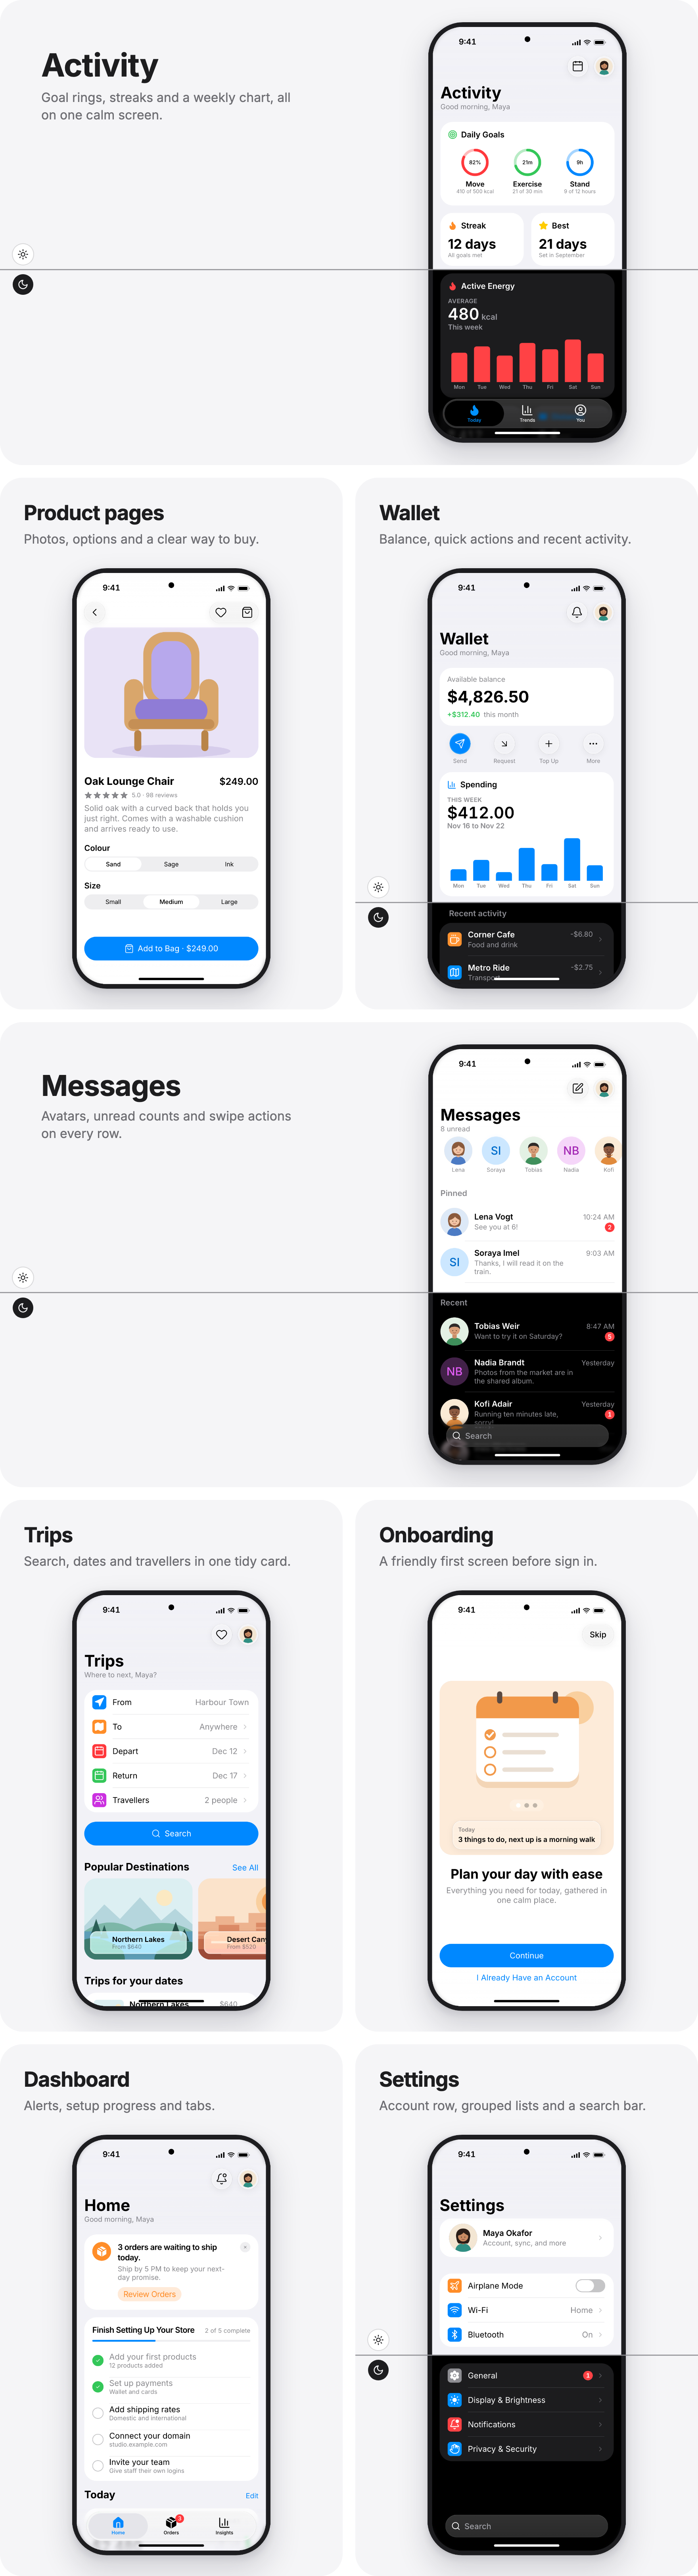 Activity
Goal rings, streaks and a weekly chart, all
on one calm screen.
9:41
Activity
Good morning, Maya
Daily Goals
82%
21m
9h
Move
Exercise
Stand
410 of 500 kcal
21 of 30 min
9 of 12 hours
Streak
Best
12 days
21 days
All goals met
Set in September
Active Energy
AVERAGE
480 kcal
This week
Mon Tue Wed Thu Fri Sat Sun
Today
Trends
You
Product pages
Photos, options and a clear way to buy.
9:41
Oak Lounge Chair
$249.00
5.0 · 98 reviews
Solid oak with a curved back that holds you
just right. Comes with a washable cushion
and arrives ready to use.
Colour
Sand Sage Ink
Size
Small Medium Large
Add to Bag · $249.00
Wallet
Balance, quick actions and recent activity.
9:41
Wallet
Good morning, Maya
Available balance
$4,826.50
+$312.40 this month
Send Request Top Up More
Spending
THIS WEEK
$412.00
Nov 16 to Nov 22
Mon Tue Wed Thu Fri Sat Sun
Recent activity
Corner Cafe
-$6.80
Food and drink
Metro Ride
-$2.75
Transport
Messages
Avatars, unread counts and swipe actions
on every row.
9:41
Messages
8 unread
SI
NB
Lena Soraya Tobias Nadia Kofi
Pinned
Lena Vogt
10:24 AM
See you at 6!
2
SI
Soraya Imel
9:03 AM
Thanks, I will read it on the
train.
Recent
Tobias Weir
8:47 AM
Want to try it on Saturday?
5
NB
Nadia Brandt
Yesterday
Photos from the market are in
the shared album.
Kofi Adair
Yesterday
Running ten minutes late,
1
sorry!
Search
Trips
Search, dates and travellers in one tidy card.
9:41
Trips
Where to next, Maya?
From
Harbour Town
To
Anywhere
Depart
Dec 12
Return
Dec 17
Travellers
2 people
Search
Popular Destinations
See All
Northern Lakes
From $640
Desert Can
From $520
Trips for your dates
Northern Lakes
$640
Onboarding
A friendly first screen before sign in.
9:41
Skip
Today
3 things to do, next up is a morning walk
Plan your day with ease
Everything you need for today, gathered in
one calm place.
Continue
I Already Have an Account
Dashboard
Alerts, setup progress and tabs.
9:41
Home
Good morning, Maya
3 orders are waiting to ship
today.
Ship by 5 PM to keep your next-
day promise.
Review Orders
Finish Setting Up Your Store
2 of 5 complete
Add your first products
12 products added
Set up payments
Wallet and cards
Add shipping rates
Domestic and international
Connect your domain
studio.example.com
Invite your team
Give staff their own logins
Today
Edit
3
Home
Orders
Insights
Settings
Account row, grouped lists and a search bar.
9:41
Settings
Maya Okafor
Account, sync, and more
Airplane Mode
Wi-Fi
Home
Bluetooth
On
General
1
Display & Brightness
Notifications
Privacy & Security
Search